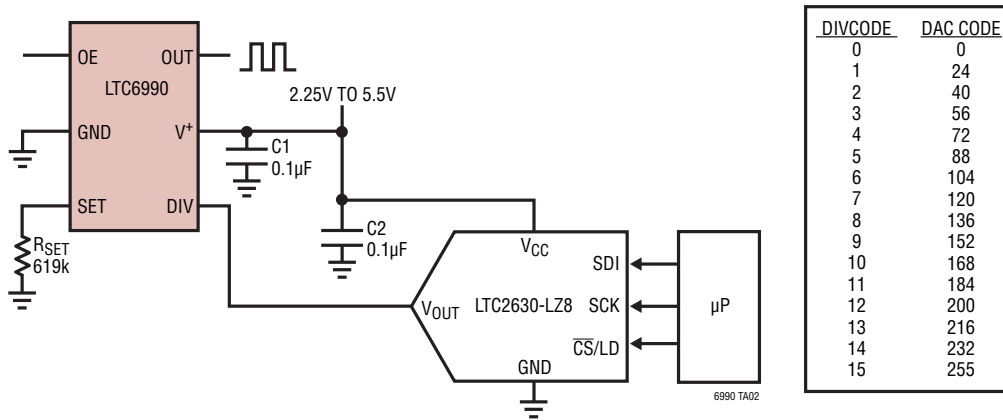 OE
OUT
LTC6990
GND
V+
SET
DIV
RSET
619k
2.25V TO 5.5V
C1
0.1µF
C2
0.1µF
VCC
SDI
VOUT
LTC2630-LZ8
SCK
CS/LD
GND
µP
6990 TA02
DIVCODE DAC CODE
0 0
1 24
2 40
3 56
4 72
5 88
6 104
7 120
8 136
9 152
10 168
11 184
12 200
13 216
14 232
15 255